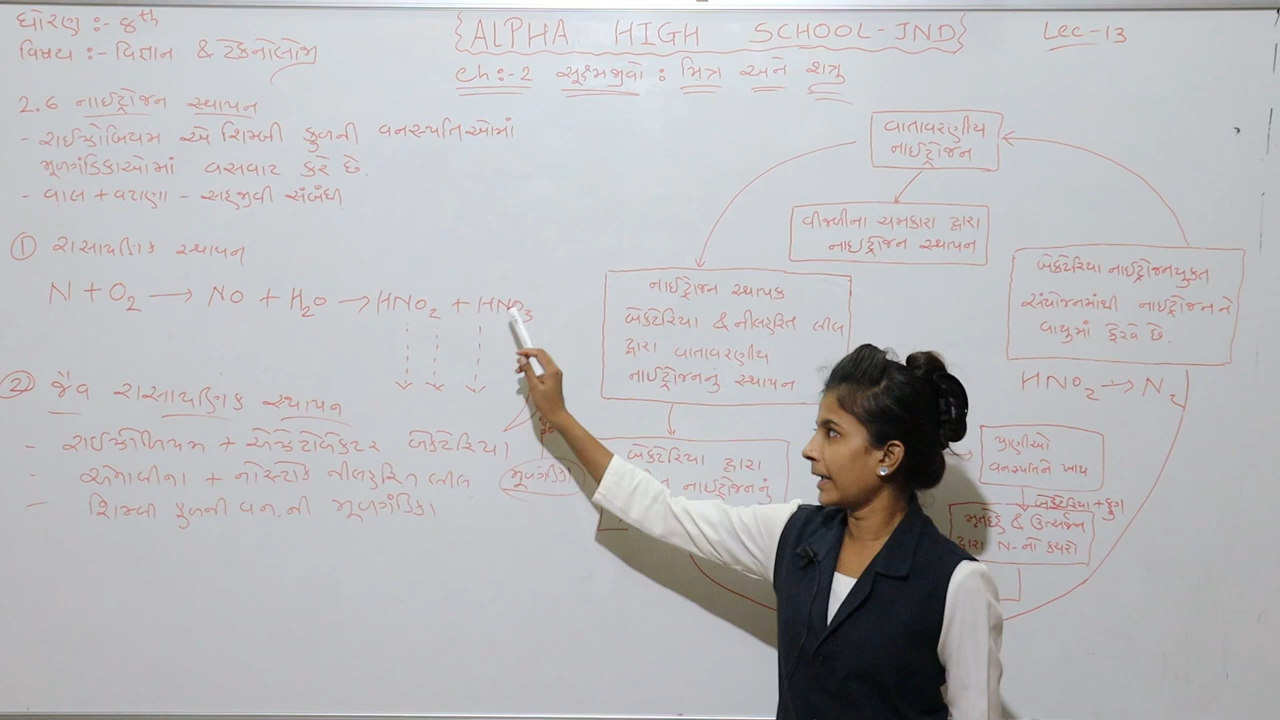 ધોરણ :- 8th
વિષય :- વિજ્ઞાન & ટેકનોલોજી
{ALPHA HIGH SCHOOL-JND}
Lec-13
ch:-2 સૂક્ષ્મજીવો : મિત્ર અને શત્રુ
2.6 નાઈટ્રોજન સ્થાપન
- રાઈઝોબિયમ એ શિમ્બી કુળની વનસ્પતિઓમાં
મૂળગંડિકાઓમાં વસવાટ કરે છે.
- વાલ + વટાણા - સહજીવી સંબંધ
① રાસાયણિક સ્થાપન
N + O2 → NO + H2O → HNO2 + HNO3
② જૈવ રાસાયણિક સ્થાપન
- રાઈઝોબિયમ + એઝેટોબેક્ટર બેક્ટેરિયા
- એનાબીના + નોસ્ટોક નીલહરિત લીલ
- શિમ્બી કુળની વન.ની મૂળગંડિકા
મૂળગંડિકા
વાતાવરણીય
નાઈટ્રોજન
વીજળીના ચમકારા દ્વારા
નાઈટ્રોજન સ્થાપન
નાઈટ્રોજન સ્થાપક
બેક્ટેરિયા & નીલહરિત લીલ
દ્વારા વાતાવરણીય
નાઈટ્રોજનનું સ્થાપન
બેક્ટેરિયા દ્વારા
નાઈટ્રોજનનું
બેક્ટેરિયા નાઈટ્રોજનયુક્ત
સંયોજનમાંથી નાઈટ્રોજનને
વાયુમાં ફેરવે છે.
HNO2 → N2
પ્રાણીઓ
વનસ્પતિને ખાય
બેક્ટેરિયા + ફુગ
મૃતદેહ & ઉત્સર્જન
દ્વારા N-નો કચરો